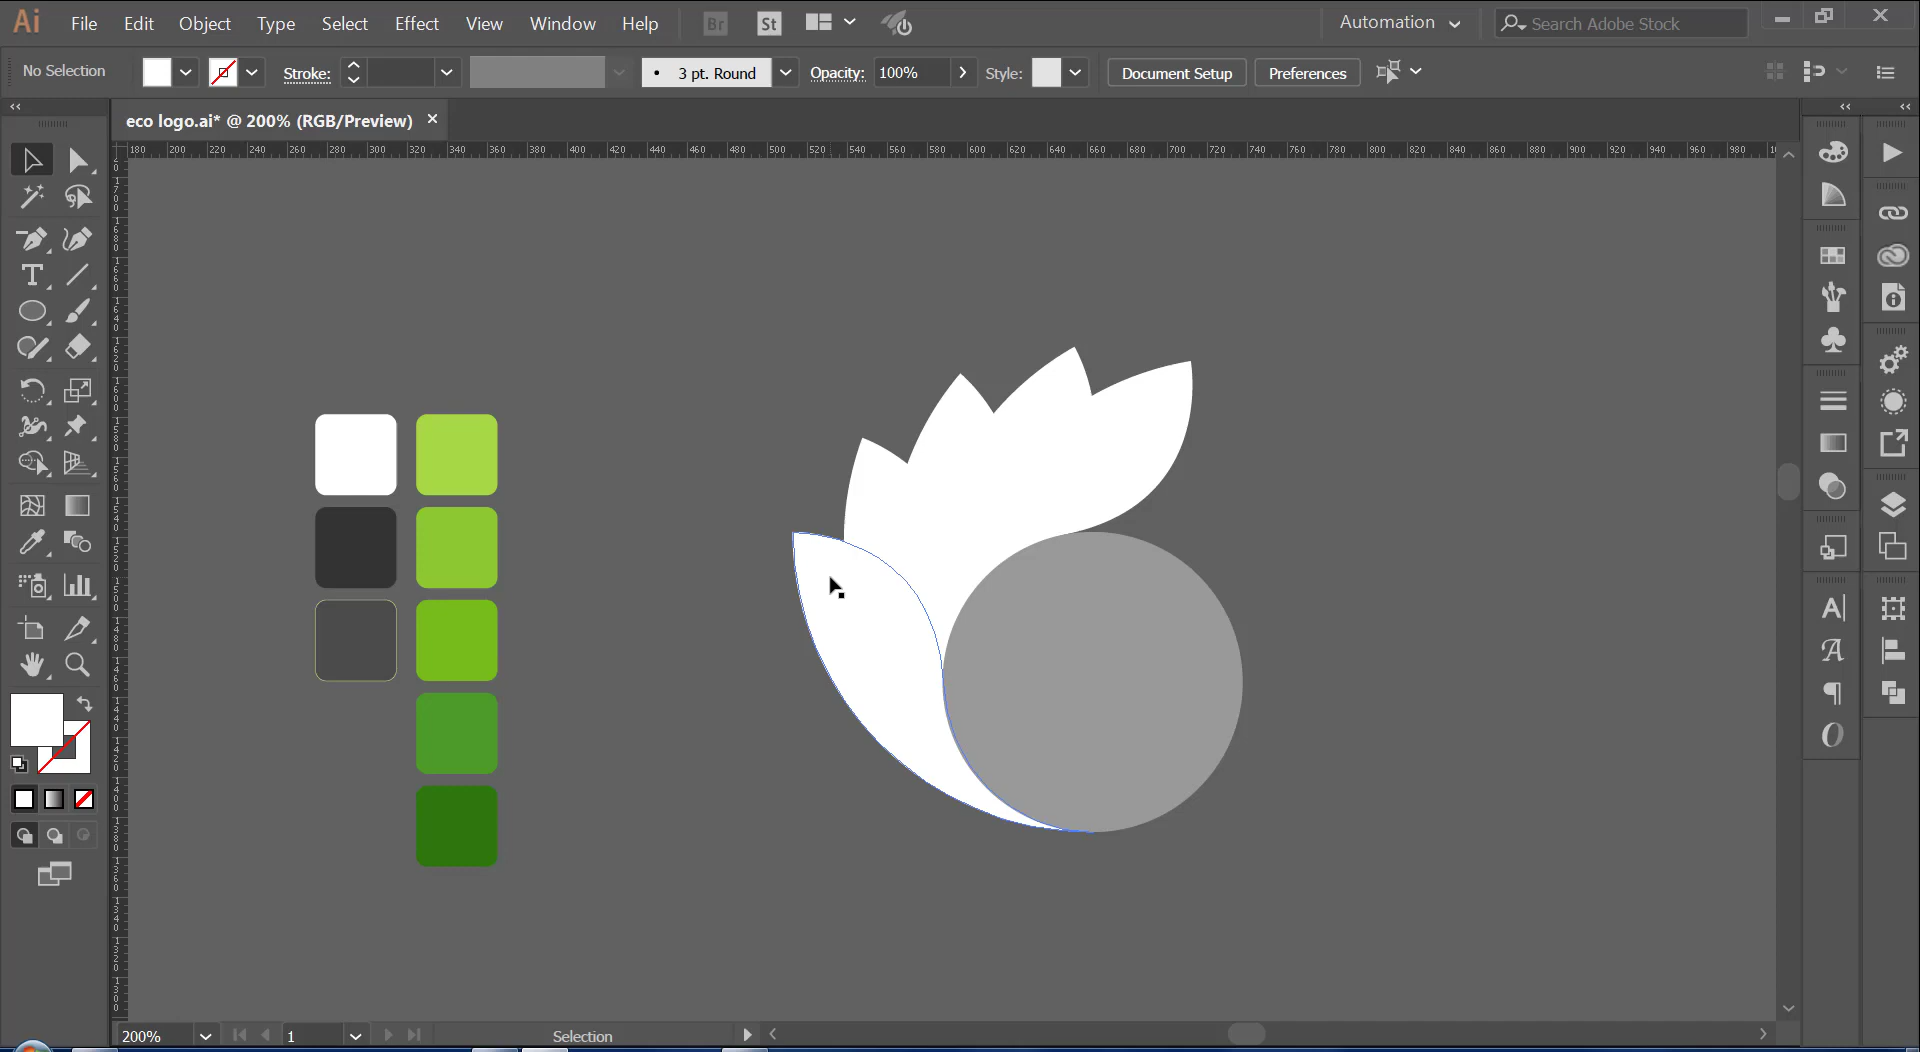 Ai File Edit Object Type Select Effect View Window Help Br St Automation Search Adobe Stock
No Selection Stroke: 3 pt. Round Opacity: 100% Style: Document Setup Preferences
eco logo.ai* @ 200% (RGB/Preview)
180 200 220 240 260 280 300 320 340 360 380 400 420 440 460 480 500 520 540 560 580 600 620 640 660 680 700 720 740 760 780 800 820 840 860 880 900 920 940 960 980
200% 1 Selection